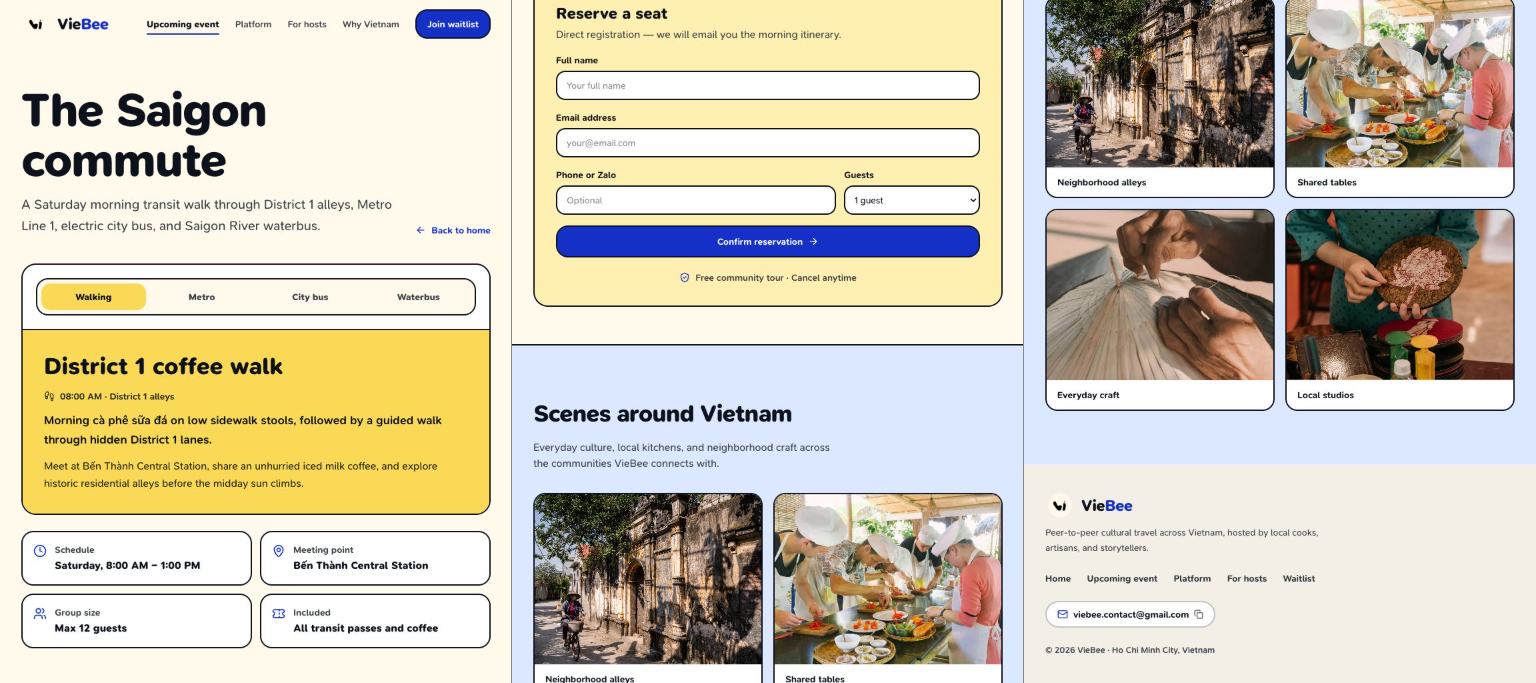 VieBee
Upcoming event
Platform
For hosts
Why Vietnam
Join waitlist
The Saigon
commute
A Saturday morning transit walk through District 1 alleys, Metro
Line 1, electric city bus, and Saigon River waterbus.
Back to home
Walking
Metro
City bus
Waterbus
District 1 coffee walk
08:00 AM · District 1 alleys
Morning cà phê sữa đá on low sidewalk stools, followed by a guided walk
through hidden District 1 lanes.
Meet at Bến Thành Central Station, share an unhurried iced milk coffee, and explore
historic residential alleys before the midday sun climbs.
Schedule
Saturday, 8:00 AM – 1:00 PM
Meeting point
Bến Thành Central Station
Group size
Max 12 guests
Included
All transit passes and coffee
Reserve a seat
Direct registration — we will email you the morning itinerary.
Full name
Your full name
Email address
your@email.com
Phone or Zalo
Optional
Guests
1 guest
Confirm reservation
Free community tour · Cancel anytime
Scenes around Vietnam
Everyday culture, local kitchens, and neighborhood craft across
the communities VieBee connects with.
Neighborhood alleys
Shared tables
Neighborhood alleys
Shared tables
Everyday craft
Local studios
VieBee
Peer-to-peer cultural travel across Vietnam, hosted by local cooks,
artisans, and storytellers.
Home
Upcoming event
Platform
For hosts
Waitlist
viebee.contact@gmail.com
© 2026 VieBee · Ho Chi Minh City, Vietnam